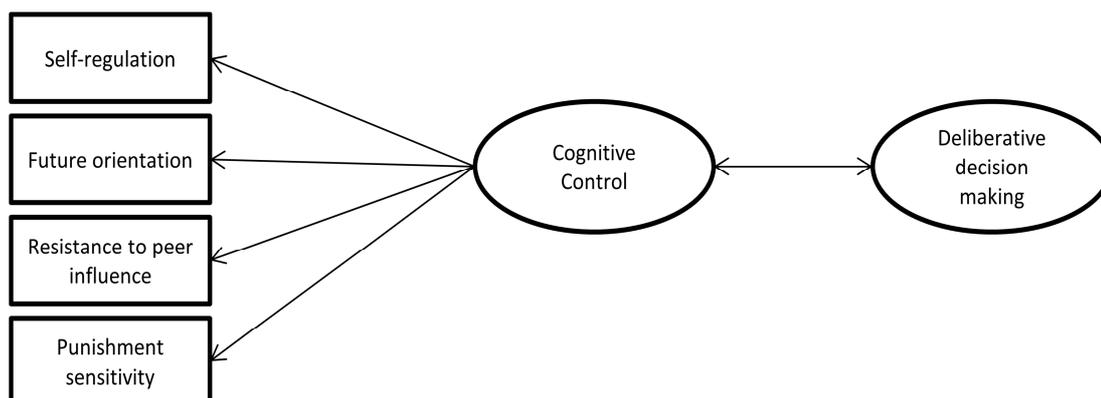 Self-regulation
Future orientation
Resistance to peer
influence
Punishment
sensitivity
Cognitive
Control
Deliberative
decision
making